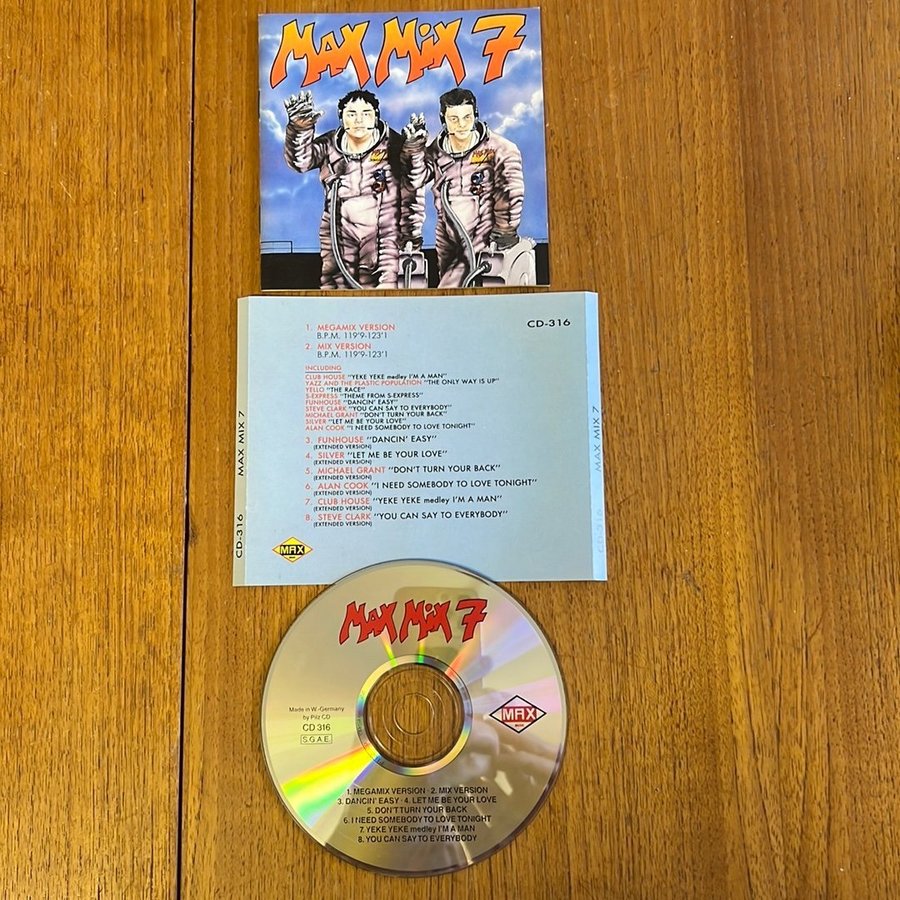 MAX MIX 7
CD-316
1. MEGAMIX VERSION
B.P.M. 119'9-123'1
2. MIX VERSION
B.P.M. 119'9-123'1
INCLUDING
CLUB HOUSE "YEKE YEKE medley I'M A MAN"
YAZZ AND THE PLASTIC POPULATION "THE ONLY WAY IS UP"
YELLO "THE RACE"
S-EXPRESS "THEME FROM S-EXPRESS"
FUNHOUSE "DANCIN' EASY"
STEVE CLARK "YOU CAN SAY TO EVERYBODY"
MICHAEL GRANT "DON'T TURN YOUR BACK"
SILVER "LET ME BE YOUR LOVE"
ALAN COOK "I NEED SOMEBODY TO LOVE TONIGHT"
3. FUNHOUSE "DANCIN' EASY"
(EXTENDED VERSION)
4. SILVER "LET ME BE YOUR LOVE"
(EXTENDED VERSION)
5. MICHAEL GRANT "DON'T TURN YOUR BACK"
(EXTENDED VERSION)
6. ALAN COOK "I NEED SOMEBODY TO LOVE TONIGHT"
(EXTENDED VERSION)
7. CLUB HOUSE "YEKE YEKE medley I'M A MAN"
(EXTENDED VERSION)
8. STEVE CLARK "YOU CAN SAY TO EVERYBODY"
(EXTENDED VERSION)
MAX
CD-316 MAX MIX 7
CD-316 MAX MIX 7
MAX MIX 7
Made in W.-Germany
by Pilz CD
CD 316
S.G.A.E.
MAX
1. MEGAMIX VERSION · 2. MIX VERSION
3. DANCIN' EASY · 4. LET ME BE YOUR LOVE
5. DON'T TURN YOUR BACK
6. I NEED SOMEBODY TO LOVE TONIGHT
7. YEKE YEKE medley I'M A MAN
8. YOU CAN SAY TO EVERYBODY